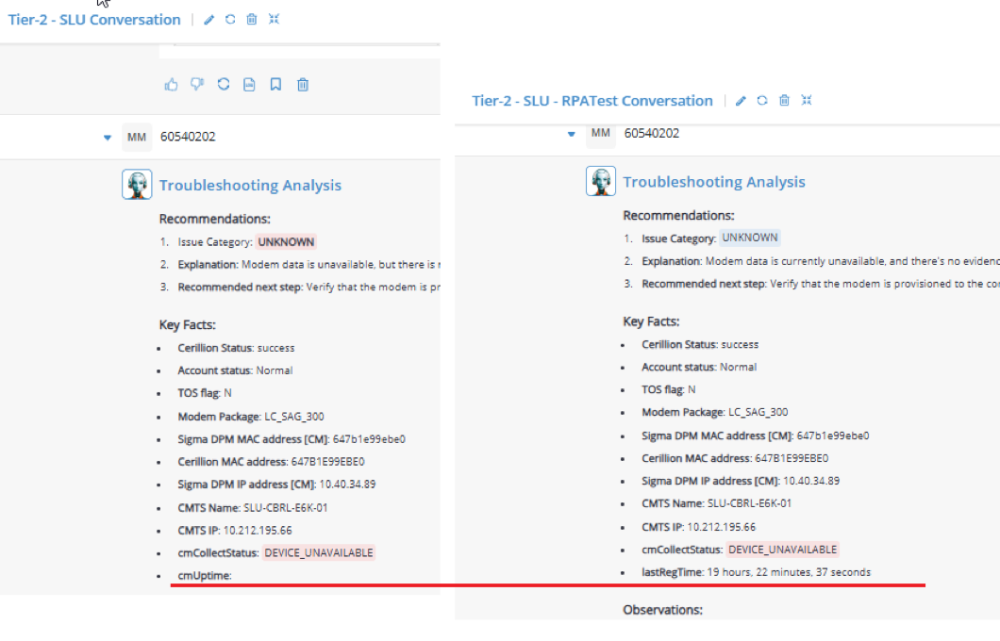 Tier-2 - SLU Conversation
MM 60540202
Troubleshooting Analysis
Recommendations:
1. Issue Category: UNKNOWN
2. Explanation: Modem data is unavailable, but there is
3. Recommended next step: Verify that the modem is pr
Key Facts:
• Cerillion Status: success
• Account status: Normal
• TOS flag: N
• Modem Package: LC_SAG_300
• Sigma DPM MAC address [CM]: 647b1e99ebe0
• Cerillion MAC address: 647B1E99EBE0
• Sigma DPM IP address [CM]: 10.40.34.89
• CMTS Name: SLU-CBRL-E6K-01
• CMTS IP: 10.212.195.66
• cmCollectStatus: DEVICE_UNAVAILABLE
• cmUptime:
Tier-2 - SLU - RPATest Conversation
MM 60540202
Troubleshooting Analysis
Recommendations:
1. Issue Category: UNKNOWN
2. Explanation: Modem data is currently unavailable, and there's no evidenc
3. Recommended next step: Verify that the modem is provisioned to the co
Key Facts:
• Cerillion Status: success
• Account status: Normal
• TOS flag: N
• Modem Package: LC_SAG_300
• Sigma DPM MAC address [CM]: 647b1e99ebe0
• Cerillion MAC address: 647B1E99EBE0
• Sigma DPM IP address [CM]: 10.40.34.89
• CMTS Name: SLU-CBRL-E6K-01
• CMTS IP: 10.212.195.66
• cmCollectStatus: DEVICE_UNAVAILABLE
• lastRegTime: 19 hours, 22 minutes, 37 seconds
Observations: